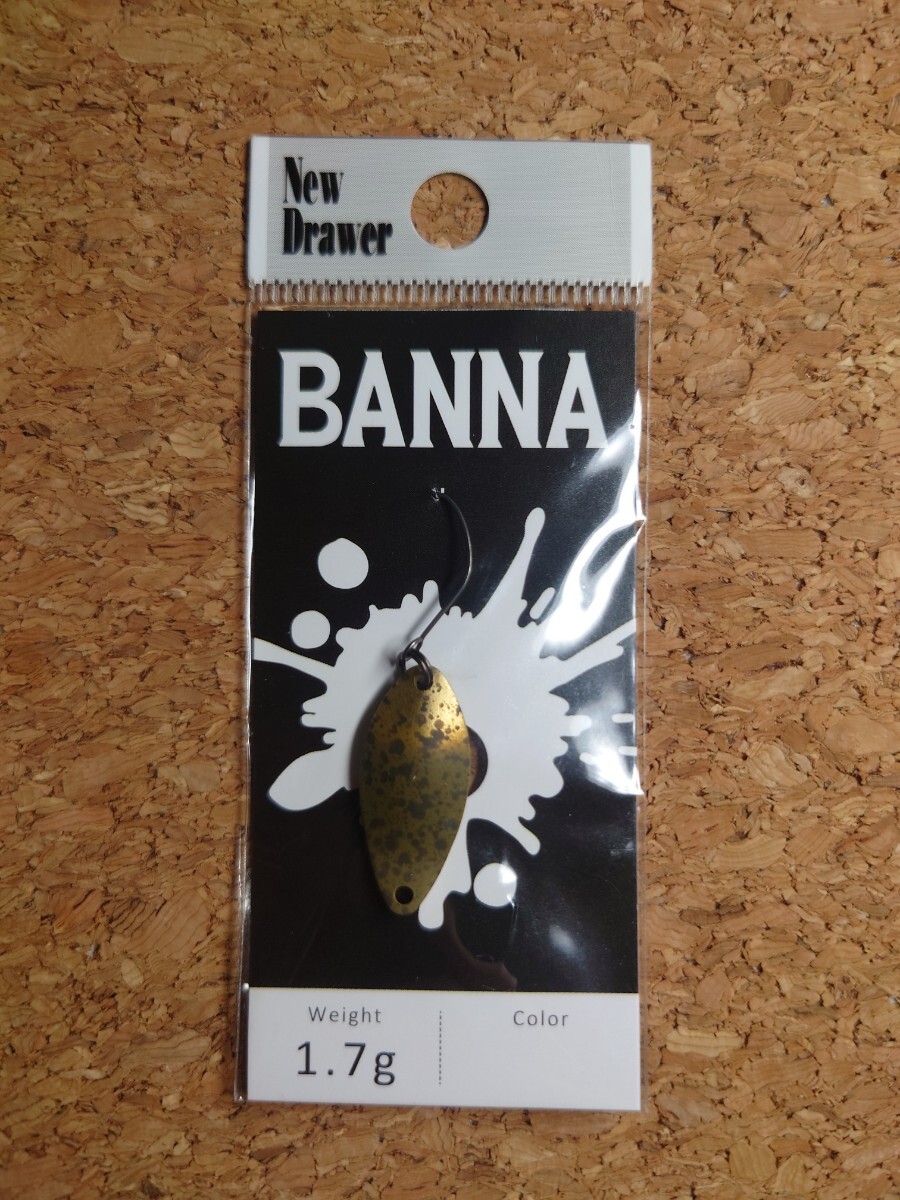 New
Drawer
BANNA
Weight
Color
1.7g